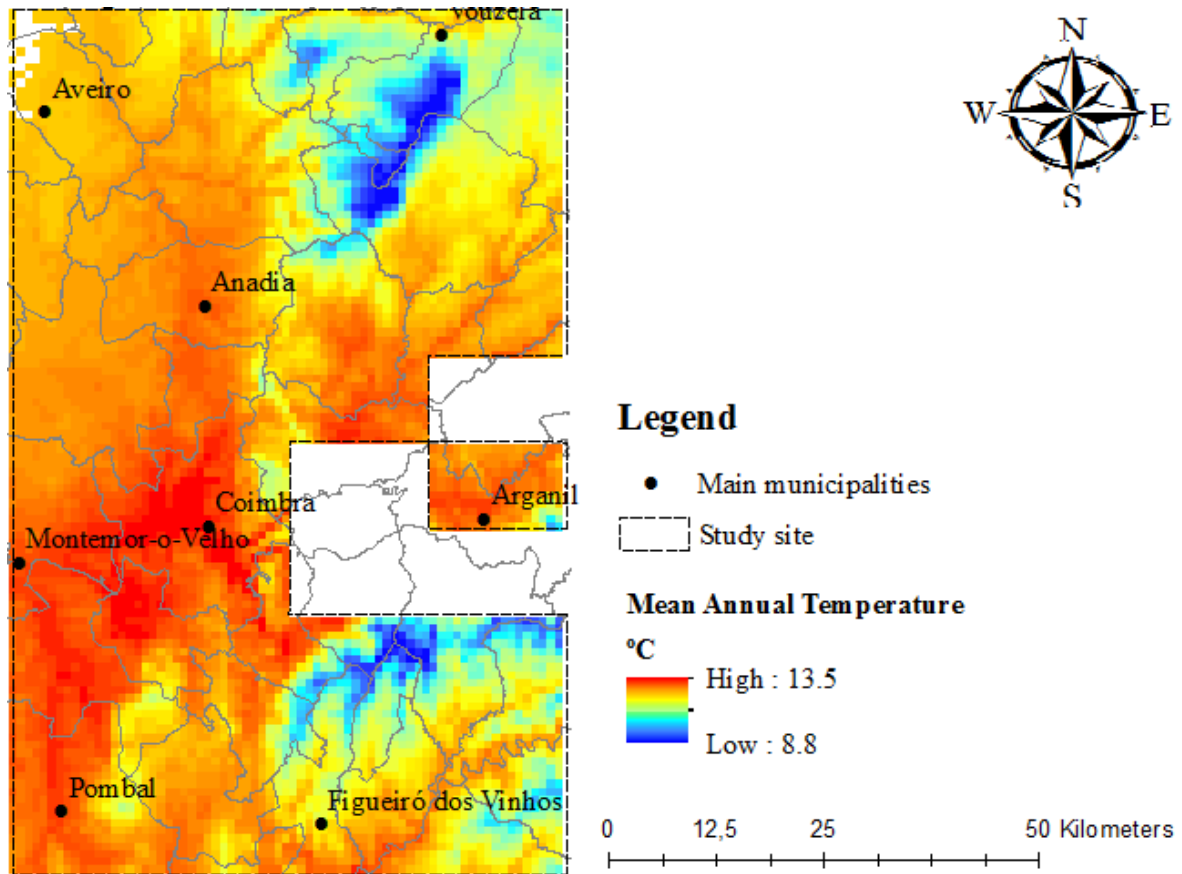 Vouzela
N
Aveiro
W
E
S
Anadia
Legend
Arganil
Main municipalities
Coimbra
Study site
Montemor-o-Velho
Mean Annual Temperature
ºC
High : 13.5
Low : 8.8
Pombal
Figueiró dos Vinhos
0 12,5 25 50 Kilometers